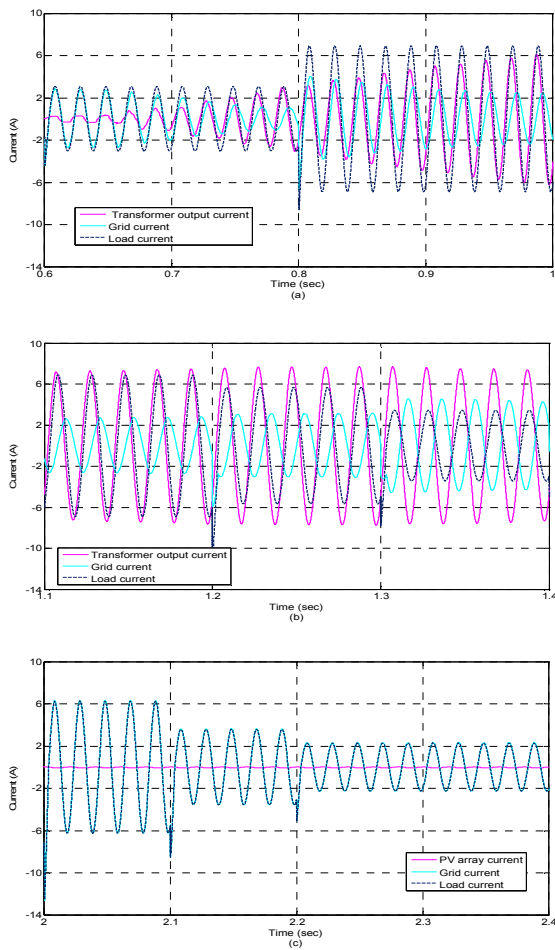 10
6
2
-2
-6
-10
-14
Current (A)
Transformer output current
Grid current
Load current
0.6 0.7 0.8 0.9 1
Time (sec)
(a)
10
6
2
-2
-6
-10
-14
Current (A)
Transformer output current
Grid current
Load current
1.1 1.2 1.3 1.4
Time (sec)
(b)
10
6
2
-2
-6
-10
-14
Current (A)
PV array current
Grid current
Load current
2 2.1 2.2 2.3 2.4
Time (sec)
(c)